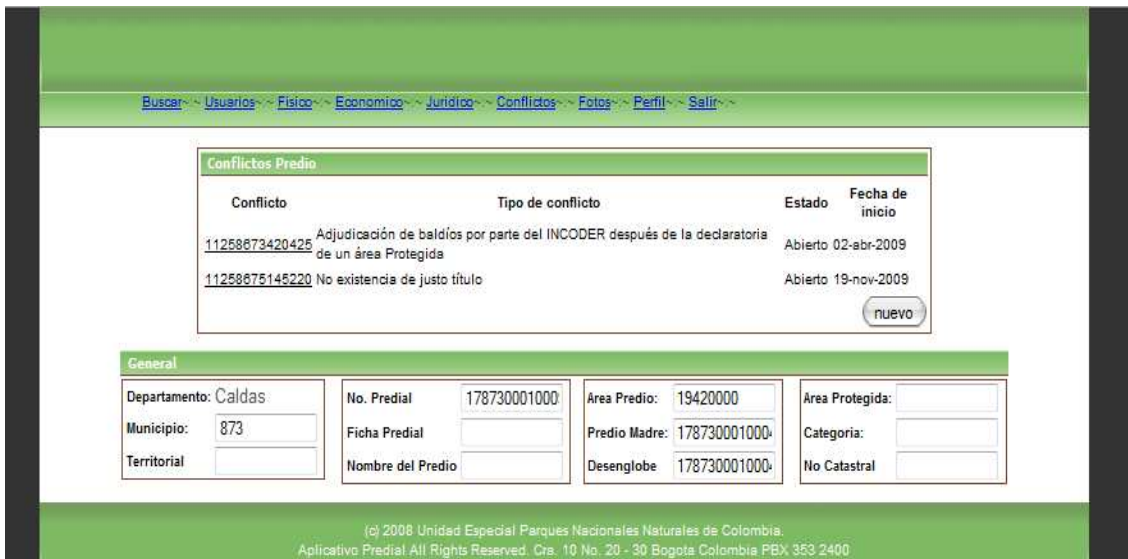 Buscar~:~ Usuarios~:~ Físico~:~ Economico~:~ Jurídico~:~ Conflictos~:~ Fotos~:~ Perfil~:~ Salir~:~
Conflictos Predio
Conflicto Tipo de conflicto Estado Fecha de inicio
11258673420425 Adjudicación de baldíos por parte del INCODER después de la declaratoria de un área Protegida Abierto 02-abr-2009
11258675145220 No existencia de justo título Abierto 19-nov-2009
nuevo
General
Departamento: Caldas No. Predial 178730001000 Area Predio: 19420000 Area Protegida:
Municipio: 873 Ficha Predial Predio Madre: 178730001000 Categoria:
Territorial Nombre del Predio Desenglobe 178730001000 No Catastral
(c) 2008 Unidad Especial Parques Nacionales Naturales de Colombia.
Aplicativo Predial All Rights Reserved. Cra. 10 No. 20 - 30 Bogota Colombia PBX 353 2400